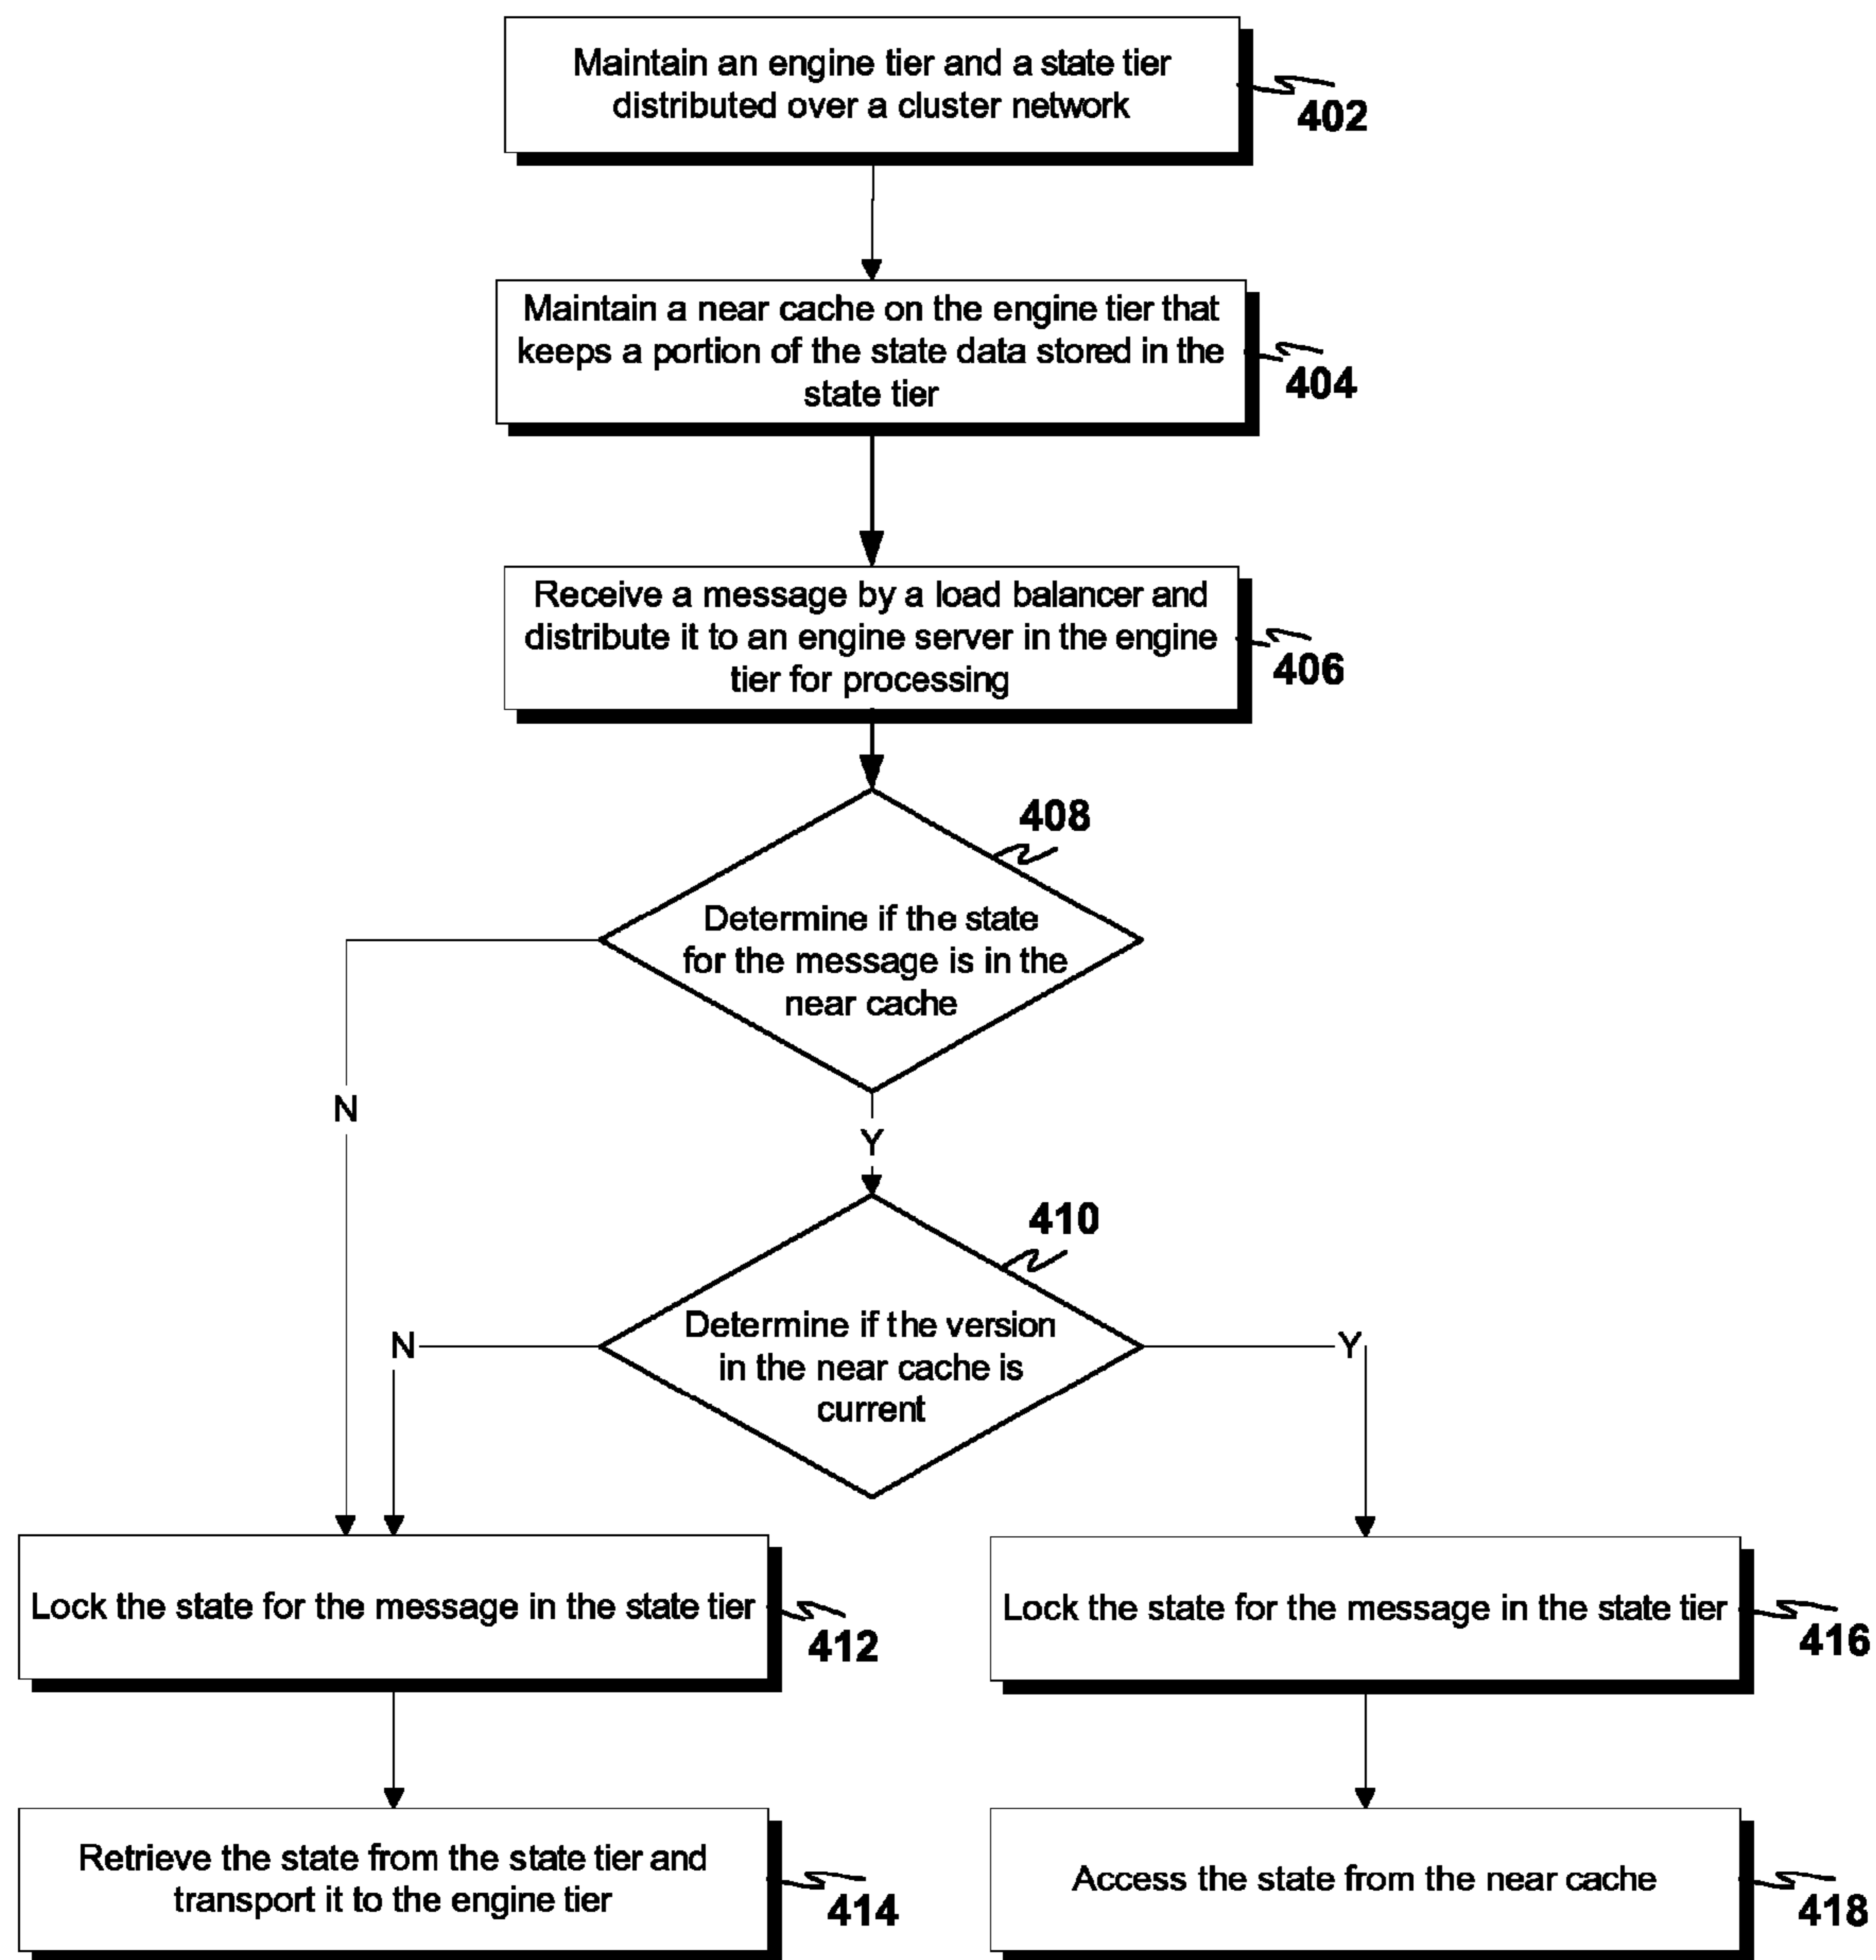 Maintain an engine tier and a state tier
distributed over a cluster network
402
Maintain a near cache on the engine tier that
keeps a portion of the state data stored in the
state tier
404
Receive a message by a load balancer and
distribute it to an engine server in the engine
tier for processing
406
408
Determine if the state
for the message is in the
near cache
N
Y
410
Determine if the version
in the near cache is
current
N
Y
Lock the state for the message in the state tier
412
Lock the state for the message in the state tier
416
Retrieve the state from the state tier and
transport it to the engine tier
414
Access the state from the near cache
418